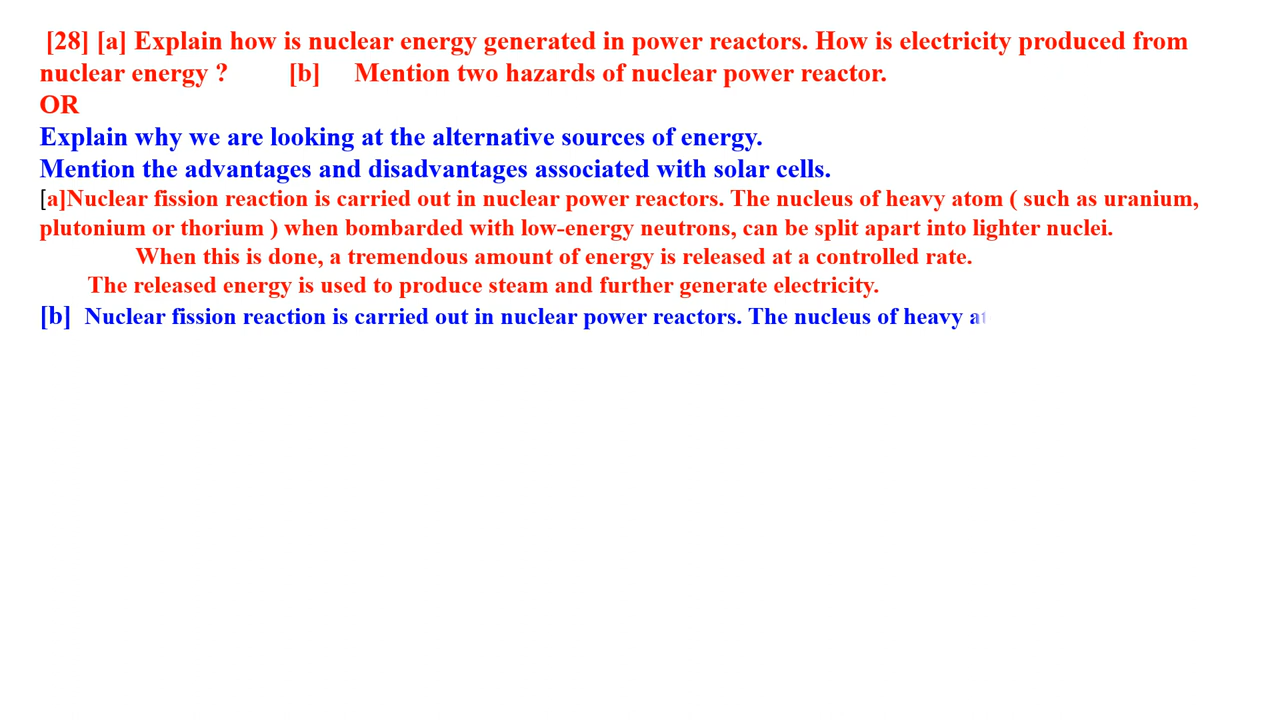 [28] [a] Explain how is nuclear energy generated in power reactors. How is electricity produced from
nuclear energy ? [b] Mention two hazards of nuclear power reactor.
OR
Explain why we are looking at the alternative sources of energy.
Mention the advantages and disadvantages associated with solar cells.
[a]Nuclear fission reaction is carried out in nuclear power reactors. The nucleus of heavy atom ( such as uranium,
plutonium or thorium ) when bombarded with low-energy neutrons, can be split apart into lighter nuclei.
When this is done, a tremendous amount of energy is released at a controlled rate.
The released energy is used to produce steam and further generate electricity.
[b] Nuclear fission reaction is carried out in nuclear power reactors. The nucleus of heavy